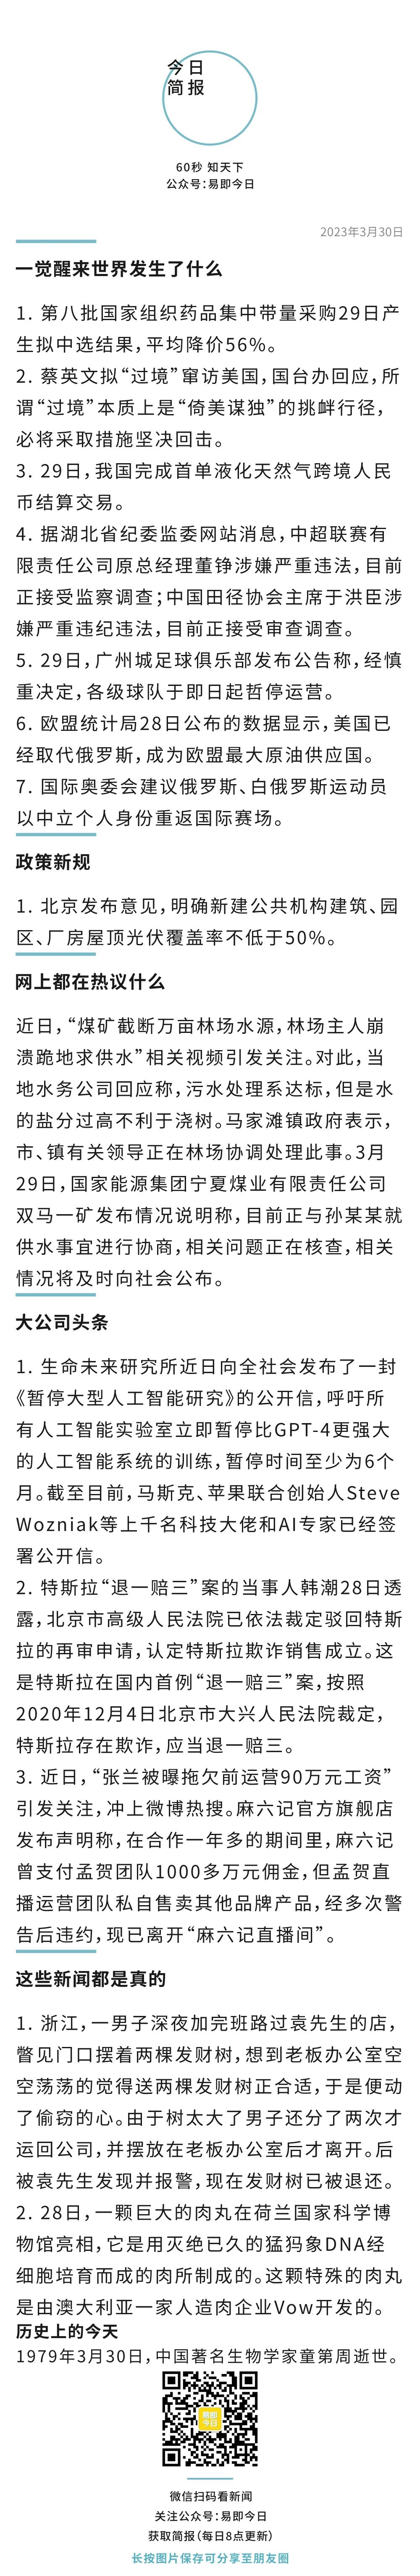 今日
简报
60秒 知天下
公众号：易即今日
2023年3月30日
一觉醒来世界发生了什么
1. 第八批国家组织药品集中带量采购29日产
生拟中选结果，平均降价56%。
2. 蔡英文拟“过境”窜访美国，国台办回应，所
谓“过境”本质上是“倚美谋独”的挑衅行径，
必将采取措施坚决回击。
3. 29日，我国完成首单液化天然气跨境人民
币结算交易。
4. 据湖北省纪委监委网站消息，中超联赛有
限责任公司原总经理董铮涉嫌严重违法，目前
正接受监察调查；中国田径协会主席于洪臣涉
嫌严重违纪违法，目前正接受审查调查。
5. 29日，广州城足球俱乐部发布公告称，经慎
重决定，各级球队于即日起暂停运营。
6. 欧盟统计局28日公布的数据显示，美国已
经取代俄罗斯，成为欧盟最大原油供应国。
7. 国际奥委会建议俄罗斯、白俄罗斯运动员
以中立个人身份重返国际赛场。
政策新规
1. 北京发布意见，明确新建公共机构建筑、园
区、厂房屋顶光伏覆盖率不低于50%。
网上都在热议什么
近日，“煤矿截断万亩林场水源，林场主人崩
溃跪地求供水”相关视频引发关注。对此，当
地水务公司回应称，污水处理系达标，但是水
的盐分过高不利于浇树。马家滩镇政府表示，
市、镇有关领导正在林场协调处理此事。3月
29日，国家能源集团宁夏煤业有限责任公司
双马一矿发布情况说明称，目前正与孙某某就
供水事宜进行协商，相关问题正在核查，相关
情况将及时向社会公布。
大公司头条
1. 生命未来研究所近日向全社会发布了一封
《暂停大型人工智能研究》的公开信，呼吁所
有人工智能实验室立即暂停比GPT-4更强大
的人工智能系统的训练，暂停时间至少为6个
月。截至目前，马斯克、苹果联合创始人Steve
Wozniak等上千名科技大佬和AI专家已经签
署公开信。
2. 特斯拉“退一赔三”案的当事人韩潮28日透
露，北京市高级人民法院已依法裁定驳回特斯
拉的再审申请，认定特斯拉欺诈销售成立。这
是特斯拉在国内首例“退一赔三”案，按照
2020年12月4日北京市大兴人民法院裁定，
特斯拉存在欺诈，应当退一赔三。
3. 近日，“张兰被曝拖欠前运营90万元工资”
引发关注，冲上微博热搜。麻六记官方旗舰店
发布声明称，在合作一年多的期间里，麻六记
曾支付孟贺团队1000多万元佣金，但孟贺直
播运营团队私自售卖其他品牌产品，经多次警
告后违约，现已离开“麻六记直播间”。
这些新闻都是真的
1. 浙江，一男子深夜加完班路过袁先生的店，
瞥见门口摆着两棵发财树，想到老板办公室空
空荡荡的觉得送两棵发财树正合适，于是便动
了偷窃的心。由于树太大了男子还分了两次才
运回公司，并摆放在老板办公室后才离开。后
被袁先生发现并报警，现在发财树已被退还。
2. 28日，一颗巨大的肉丸在荷兰国家科学博
物馆亮相，它是用灭绝已久的猛犸象DNA经
细胞培育而成的肉所制成的。这颗特殊的肉丸
是由澳大利亚一家人造肉企业Vow开发的。
历史上的今天
1979年3月30日，中国著名生物学家童第周逝世。
易即
今日
微信扫码看新闻
关注公众号：易即今日
获取简报（每日8点更新）
长按图片保存可分享至朋友圈